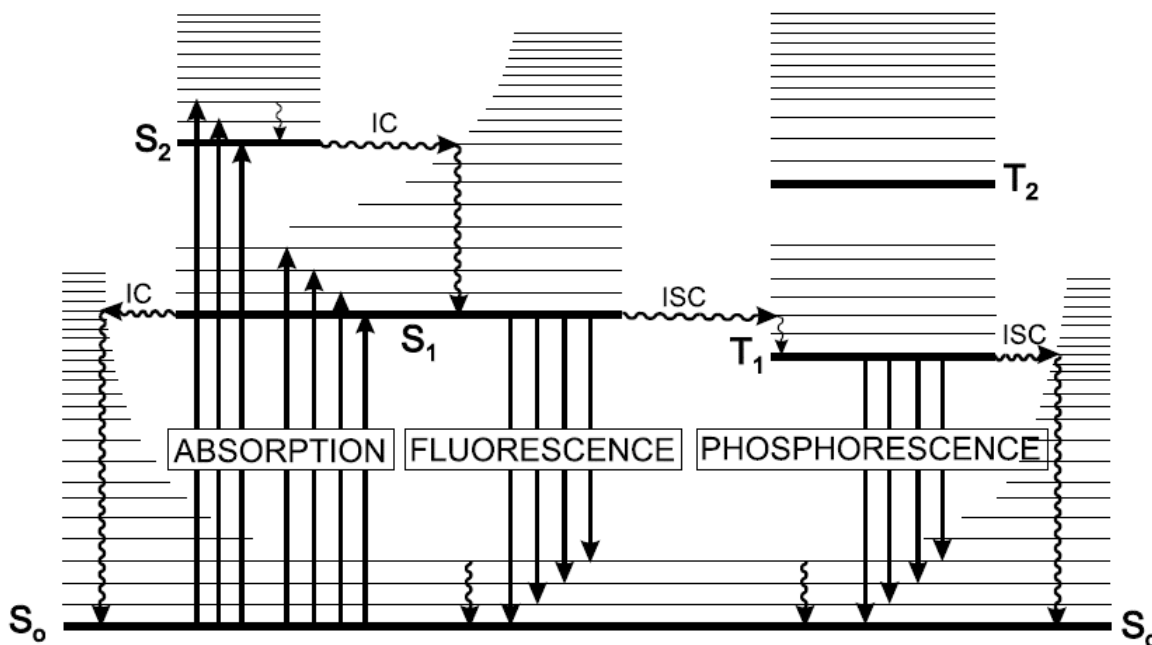 S2
IC
T2
IC
S1
ISC
T1
ISC
ABSORPTION
FLUORESCENCE
PHOSPHORESCENCE
So
So